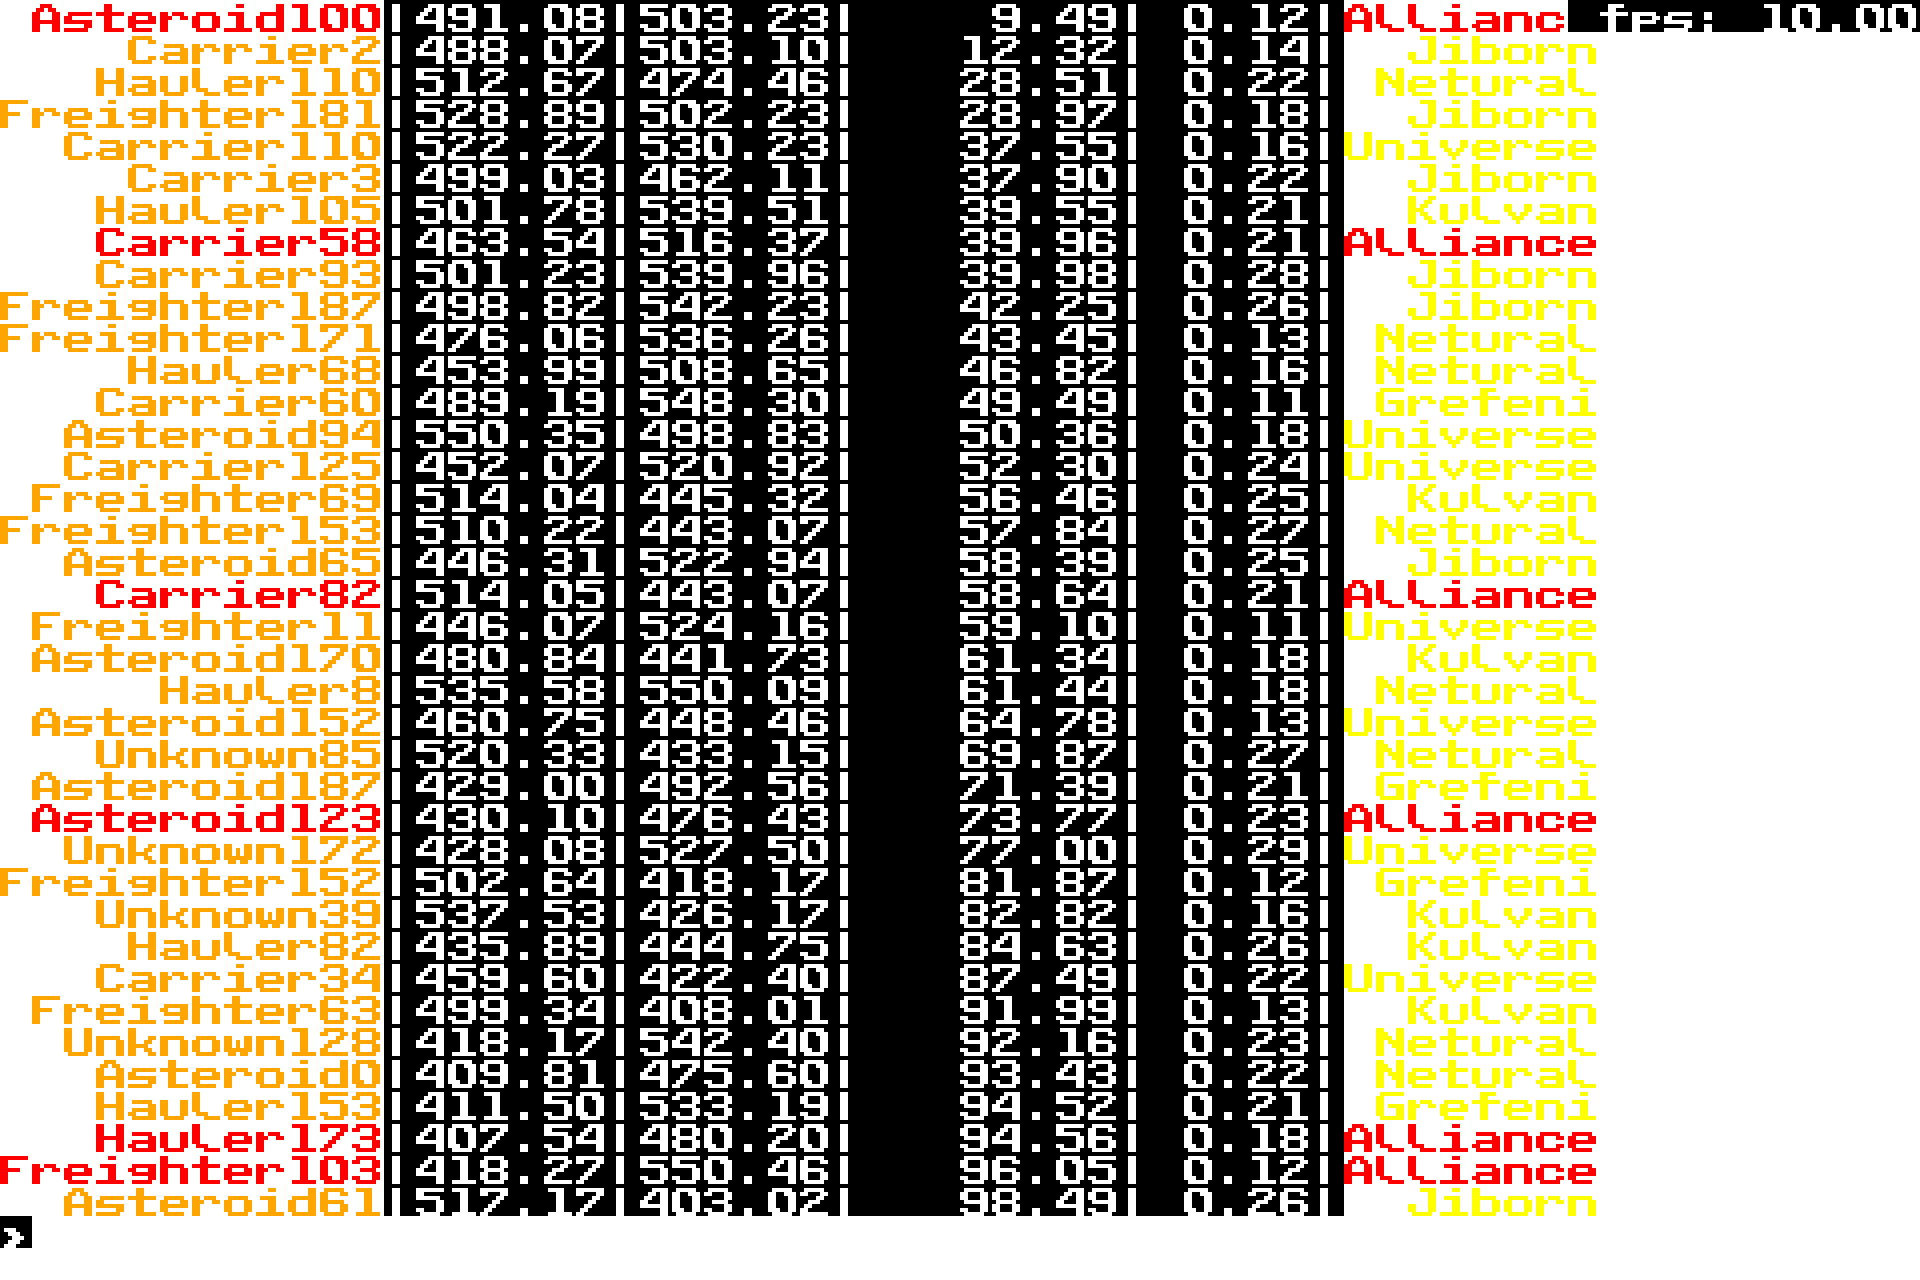 Asteroid100| 491.08|503.23|   9.49| 0.12|Allianc fps: 10.00
Carrier2| 488.07|503.10|  12.32| 0.14|  Jiborn
Hauler110| 512.67|474.46|  28.51| 0.22| Netural
Freighter181| 528.89|502.23|  28.97| 0.18|  Jiborn
Carrier110| 522.27|530.23|  37.55| 0.16|Universe
Carrier3| 499.03|462.11|  37.90| 0.22|  Jiborn
Hauler105| 501.78|539.51|  39.55| 0.21|  Kulvan
Carrier58| 463.54|516.37|  39.96| 0.21|Alliance
Carrier93| 501.23|539.96|  39.98| 0.28|  Jiborn
Freighter187| 498.82|542.23|  42.25| 0.26|  Jiborn
Freighter171| 476.06|536.26|  43.45| 0.13| Netural
Hauler68| 453.99|508.65|  46.82| 0.16| Netural
Carrier60| 489.19|548.30|  49.49| 0.11| Grefeni
Asteroid94| 550.35|498.83|  50.36| 0.18|Universe
Carrier125| 452.07|520.92|  52.30| 0.24|Universe
Freighter69| 514.04|445.32|  56.46| 0.25|  Kulvan
Freighter153| 510.22|443.07|  57.84| 0.27| Netural
Asteroid65| 446.31|522.94|  58.39| 0.25|  Jiborn
Carrier82| 514.05|443.07|  58.64| 0.21|Alliance
Freighter11| 446.07|524.16|  59.10| 0.11|Universe
Asteroid170| 480.84|441.73|  61.34| 0.18|  Kulvan
Hauler8| 535.58|550.09|  61.44| 0.18| Netural
Asteroid152| 460.75|448.46|  64.78| 0.13|Universe
Unknown85| 520.33|433.15|  69.87| 0.27| Netural
Asteroid187| 429.00|492.56|  71.39| 0.21| Grefeni
Asteroid123| 430.10|476.43|  73.77| 0.23|Alliance
Unknown172| 428.08|527.50|  77.00| 0.29|Universe
Freighter152| 502.64|418.17|  81.87| 0.12| Grefeni
Unknown39| 537.53|426.17|  82.82| 0.16|  Kulvan
Hauler82| 435.89|444.75|  84.63| 0.26|  Kulvan
Carrier34| 459.60|422.40|  87.49| 0.22|Universe
Freighter63| 499.34|408.01|  91.99| 0.13|  Kulvan
Unknown128| 418.17|542.40|  92.16| 0.23| Netural
Asteroid0| 409.81|475.60|  93.43| 0.22| Netural
Hauler153| 411.50|533.19|  94.52| 0.21| Grefeni
Hauler173| 407.54|480.20|  94.56| 0.18|Alliance
Freighter103| 418.27|550.46|  96.05| 0.12|Alliance
Asteroid61| 517.17|403.02|  98.49| 0.26|  Jiborn